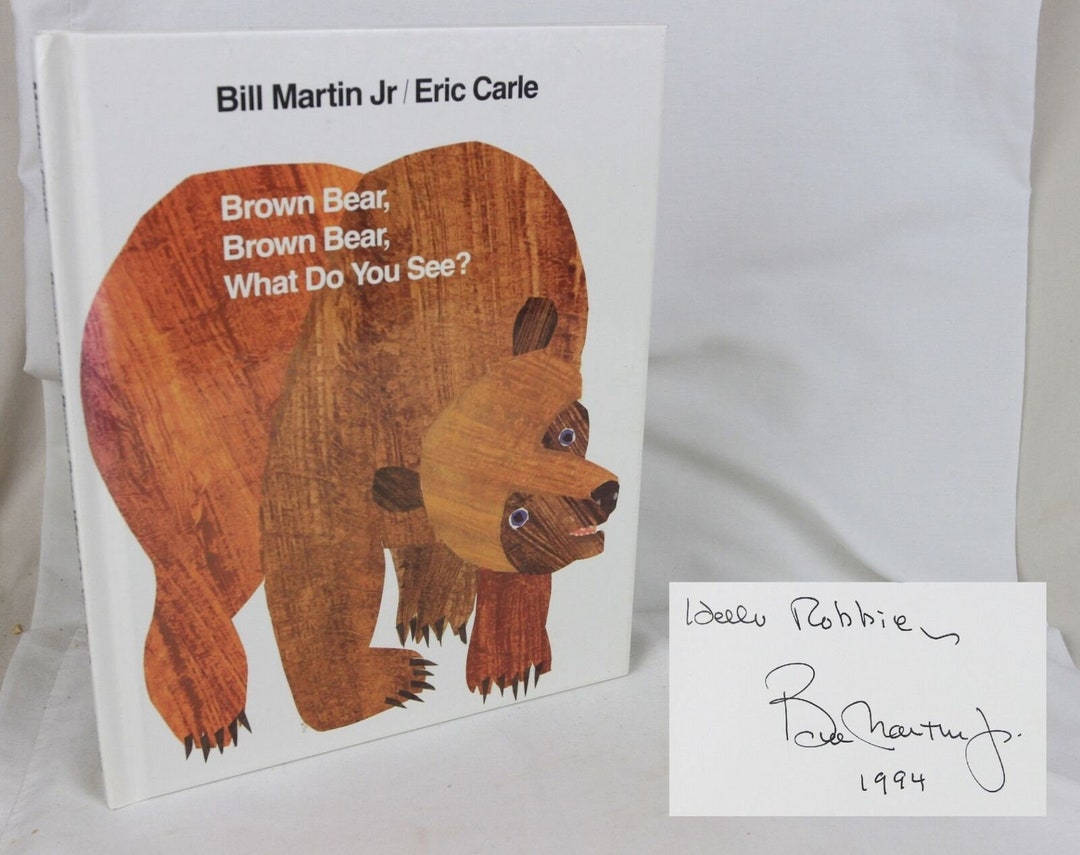 Bill Martin Jr / Eric Carle
Brown Bear,
Brown Bear,
What Do You See?
Hello Robbie
Bill Martin Jr.
1994